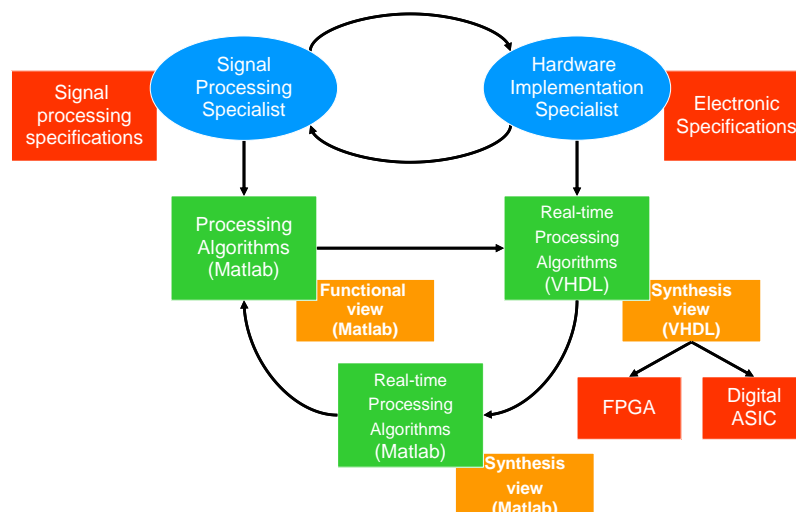 Signal
Processing
Specialist
Hardware
Implementation
Specialist
Signal
processing
specifications
Electronic
Specifications
Processing
Algorithms
(Matlab)
Real-time
Processing
Algorithms
(VHDL)
Functional
view
(Matlab)
Synthesis
view
(VHDL)
Real-time
Processing
Algorithms
(Matlab)
FPGA
Digital
ASIC
Synthesis
view
(Matlab)